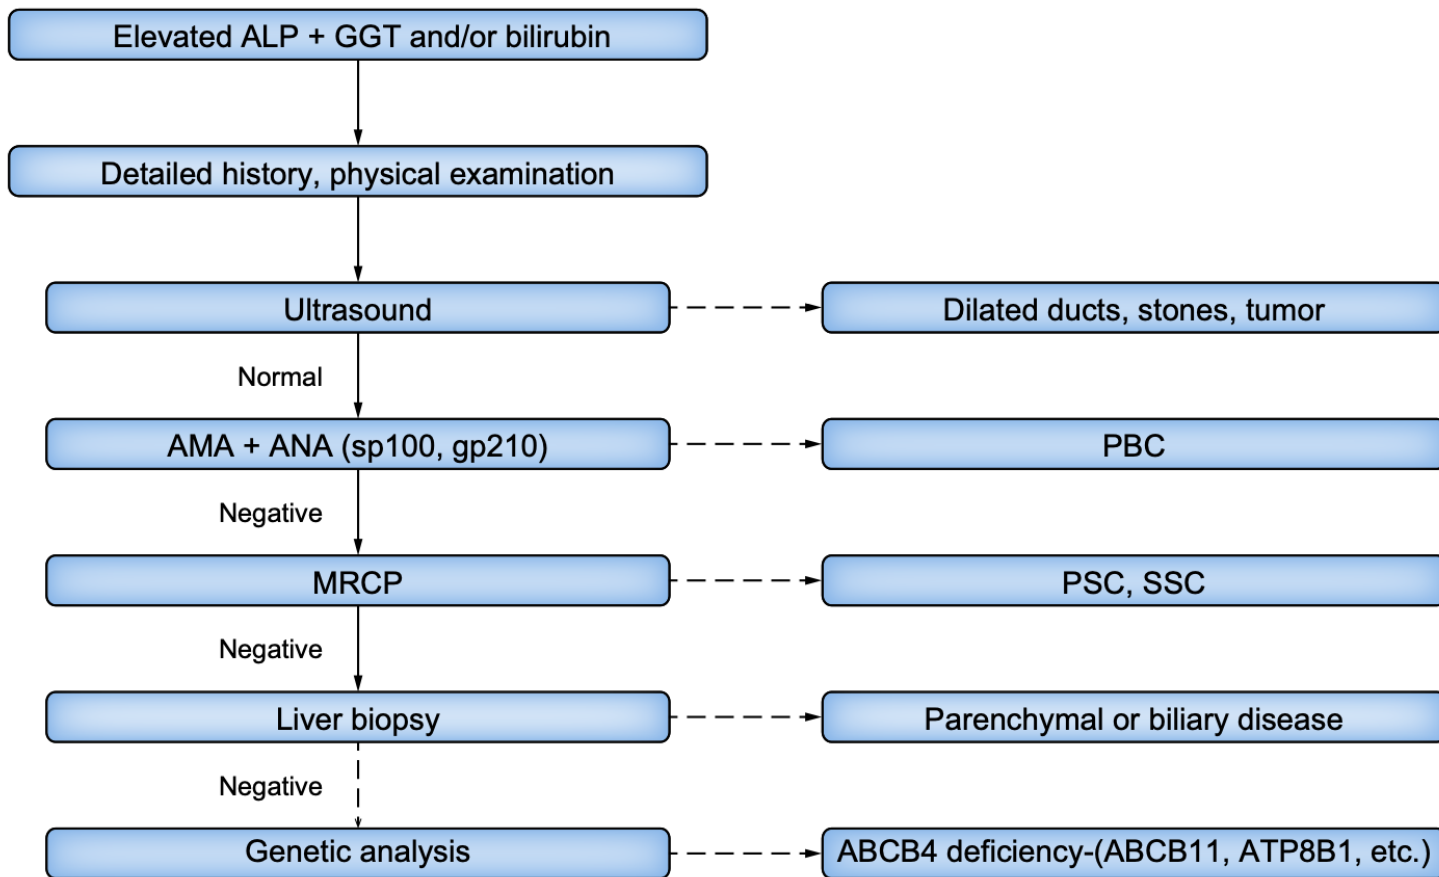 Elevated ALP + GGT and/or bilirubin
Detailed history, physical examination
Ultrasound
Dilated ducts, stones, tumor
Normal
AMA + ANA (sp100, gp210)
PBC
Negative
MRCP
PSC, SSC
Negative
Liver biopsy
Parenchymal or biliary disease
Negative
Genetic analysis
ABCB4 deficiency-(ABCB11, ATP8B1, etc.)